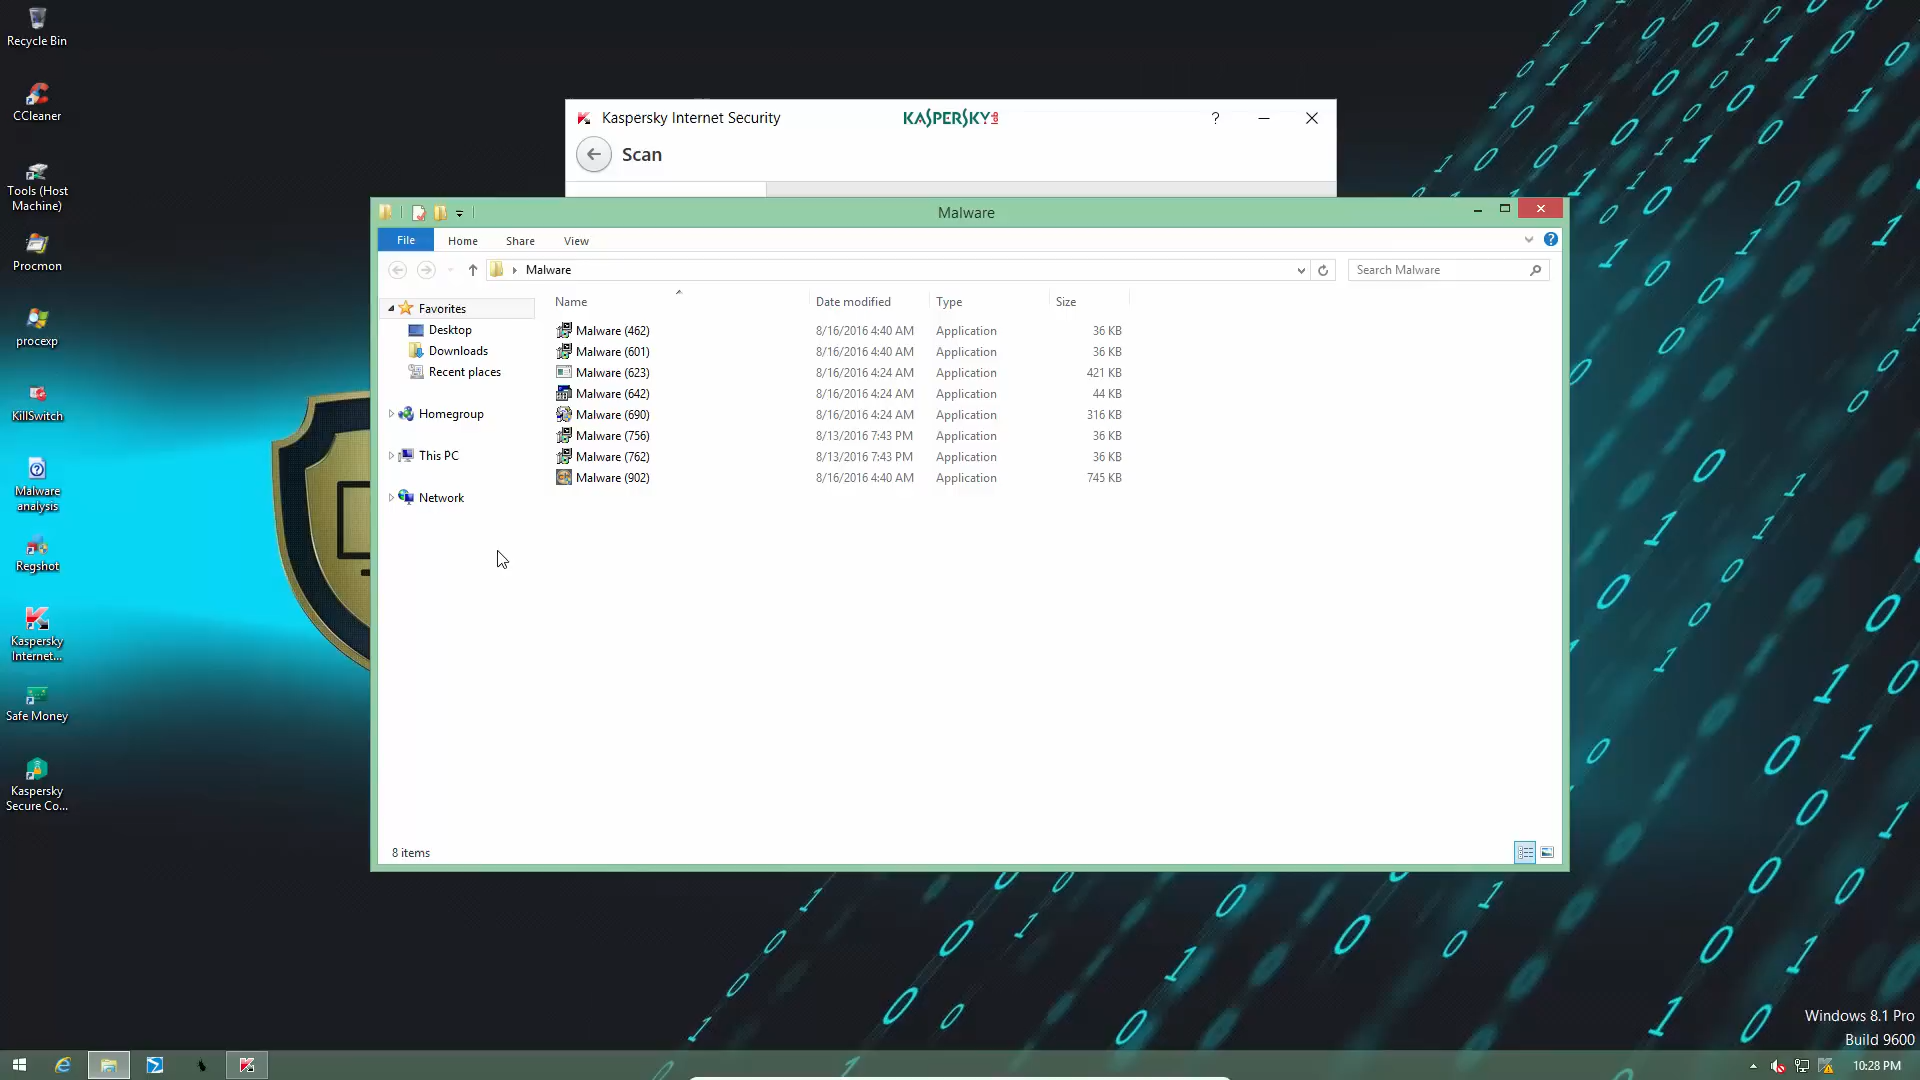 Recycle Bin
CCleaner
Tools (Host
Machine)
Procmon
procexp
KillSwitch
Malware
analysis
Regshot
Kaspersky
Internet...
Safe Money
Kaspersky
Secure Co...
Kaspersky Internet Security
KASPERSKY lab
?
Scan
Malware
File Home Share View
Malware
Search Malware
Favorites
Desktop
Downloads
Recent places
Homegroup
This PC
Network
Name Date modified Type Size
Malware (462) 8/16/2016 4:40 AM Application 36 KB
Malware (601) 8/16/2016 4:40 AM Application 36 KB
Malware (623) 8/16/2016 4:24 AM Application 421 KB
Malware (642) 8/16/2016 4:24 AM Application 44 KB
Malware (690) 8/16/2016 4:24 AM Application 316 KB
Malware (756) 8/13/2016 7:43 PM Application 36 KB
Malware (762) 8/13/2016 7:43 PM Application 36 KB
Malware (902) 8/16/2016 4:40 AM Application 745 KB
8 items
Windows 8.1 Pro
Build 9600
10:28 PM